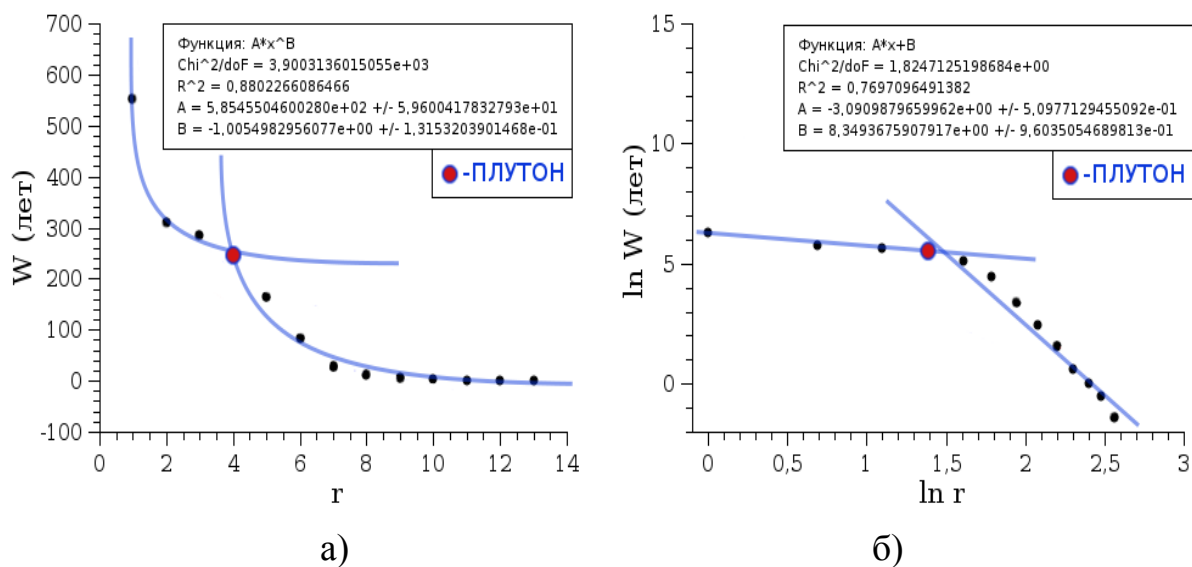 700
600
500
400
300
200
100
0
-100
W (лет)
Функция: A*x^B
Chi^2/doF = 3,9003136015055e+03
R^2 = 0,8802266086466
A = 5,8545504600280e+02 +/- 5,9600417832793e+01
B = -1,0054982956077e+00 +/- 1,3153203901468e-01
-ПЛУТОН
0 2 4 6 8 10 12 14
r
а)
15
10
5
0
ln W (лет)
Функция: A*x+B
Chi^2/doF = 1,8247125198684e+00
R^2 = 0,7697096491382
A = -3,0909879659962e+00 +/- 5,0977129455092e-01
B = 8,3493675907917e+00 +/- 9,6035054689813e-01
-ПЛУТОН
0 0,5 1 1,5 2 2,5 3
ln r
б)